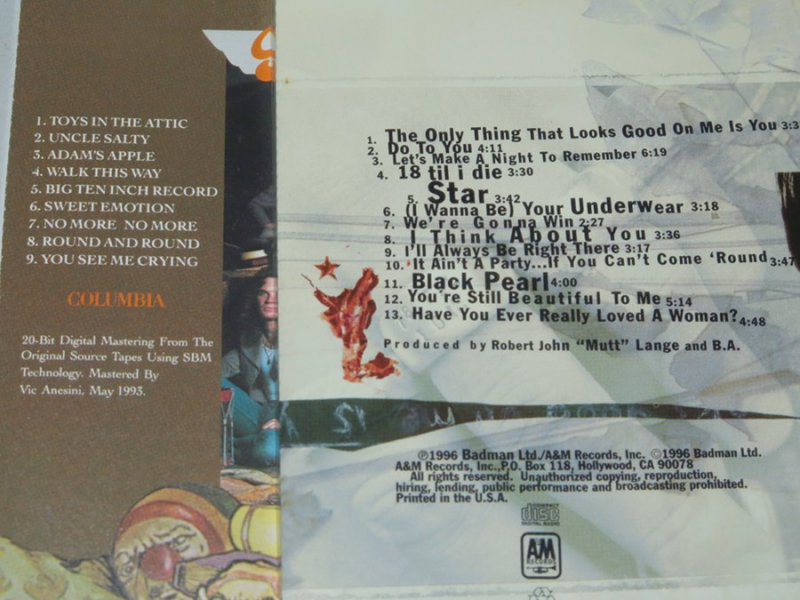 1. TOYS IN THE ATTIC
2. UNCLE SALTY
3. ADAM'S APPLE
4. WALK THIS WAY
5. BIG TEN INCH RECORD
6. SWEET EMOTION
7. NO MORE NO MORE
8. ROUND AND ROUND
9. YOU SEE ME CRYING
COLUMBIA
20-Bit Digital Mastering From The
Original Source Tapes Using SBM
Technology. Mastered By
Vic Anesini, May 1993.
1. The Only Thing That Looks Good On Me Is You 3:3
2. Do To You 4:11
3. Let's Make A Night To Remember 6:19
4. 18 til i die 3:30
5. Star 3:42
6. (I Wanna Be) Your Underwear 3:18
7. We're Gonna Win 2:27
8. I Think About You 3:36
9. I'll Always Be Right There 3:17
10. It Ain't A Party...If You Can't Come 'Round 3:47
11. Black Pearl 4:00
12. You're Still Beautiful To Me 5:14
13. Have You Ever Really Loved A Woman? 4:48
Produced by Robert John "Mutt" Lange and B.A.
℗1996 Badman Ltd./A&M Records, Inc. ©1996 Badman Ltd.
A&M Records, Inc., P.O. Box 118, Hollywood, CA 90078
All rights reserved. Unauthorized copying, reproduction,
hiring, lending, public performance and broadcasting prohibited.
Printed in the U.S.A.
disc
DIGITAL AUDIO
AM
RECORDS